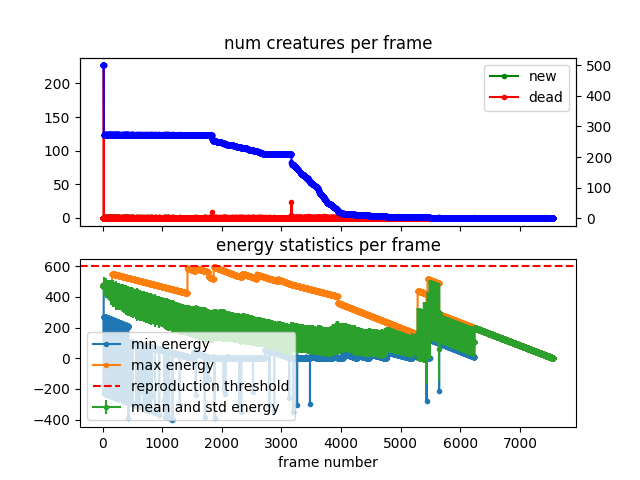 num creatures per frame
200
150
100
50
0
500
400
300
200
100
0
new
dead
energy statistics per frame
600
400
200
0
−200
−400
min energy
max energy
reproduction threshold
mean and std energy
0 1000 2000 3000 4000 5000 6000 7000
frame number